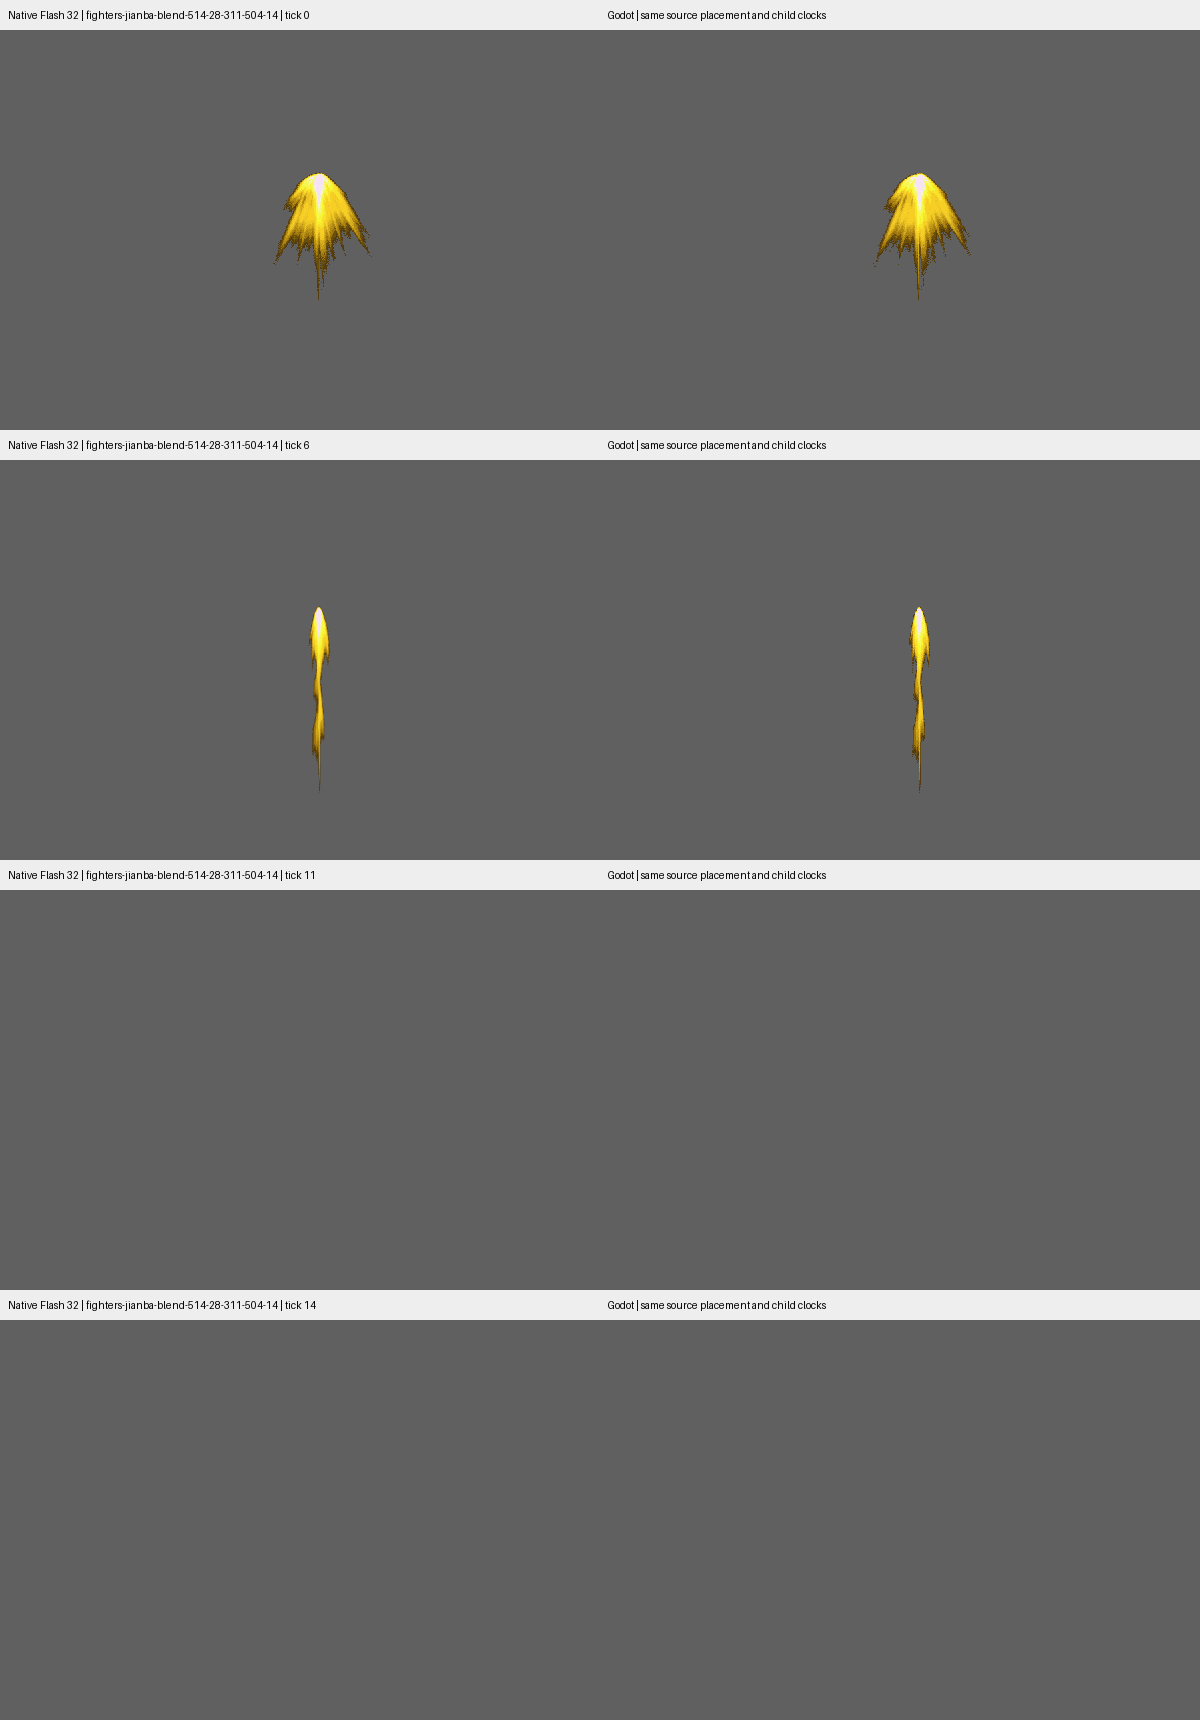 Native Flash 32 | fighters-jianba-blend-514-28-311-504-14 | tick 0
Godot | same source placement and child clocks
Native Flash 32 | fighters-jianba-blend-514-28-311-504-14 | tick 6
Godot | same source placement and child clocks
Native Flash 32 | fighters-jianba-blend-514-28-311-504-14 | tick 11
Godot | same source placement and child clocks
Native Flash 32 | fighters-jianba-blend-514-28-311-504-14 | tick 14
Godot | same source placement and child clocks